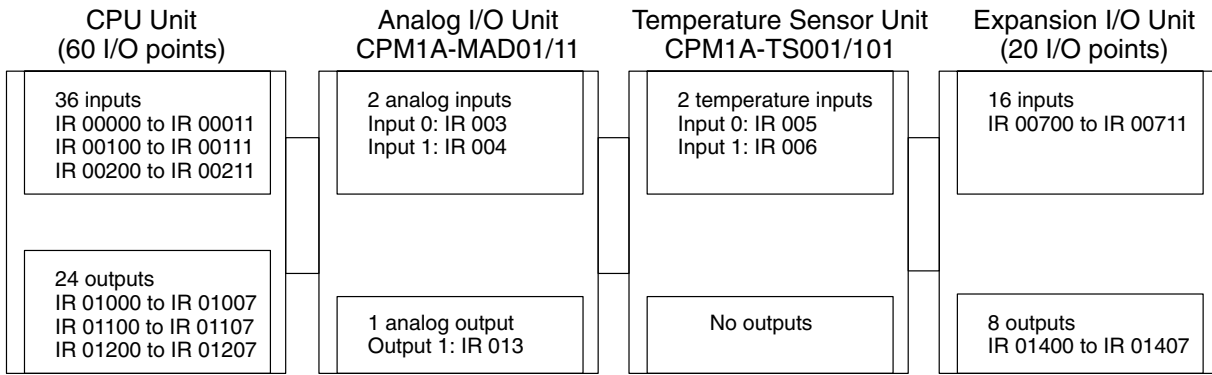 CPU Unit
(60 I/O points)
36 inputs
IR 00000 to IR 00011
IR 00100 to IR 00111
IR 00200 to IR 00211
24 outputs
IR 01000 to IR 01007
IR 01100 to IR 01107
IR 01200 to IR 01207
Analog I/O Unit
CPM1A-MAD01/11
2 analog inputs
Input 0: IR 003
Input 1: IR 004
1 analog output
Output 1: IR 013
Temperature Sensor Unit
CPM1A-TS001/101
2 temperature inputs
Input 0: IR 005
Input 1: IR 006
No outputs
Expansion I/O Unit
(20 I/O points)
16 inputs
IR 00700 to IR 00711
8 outputs
IR 01400 to IR 01407